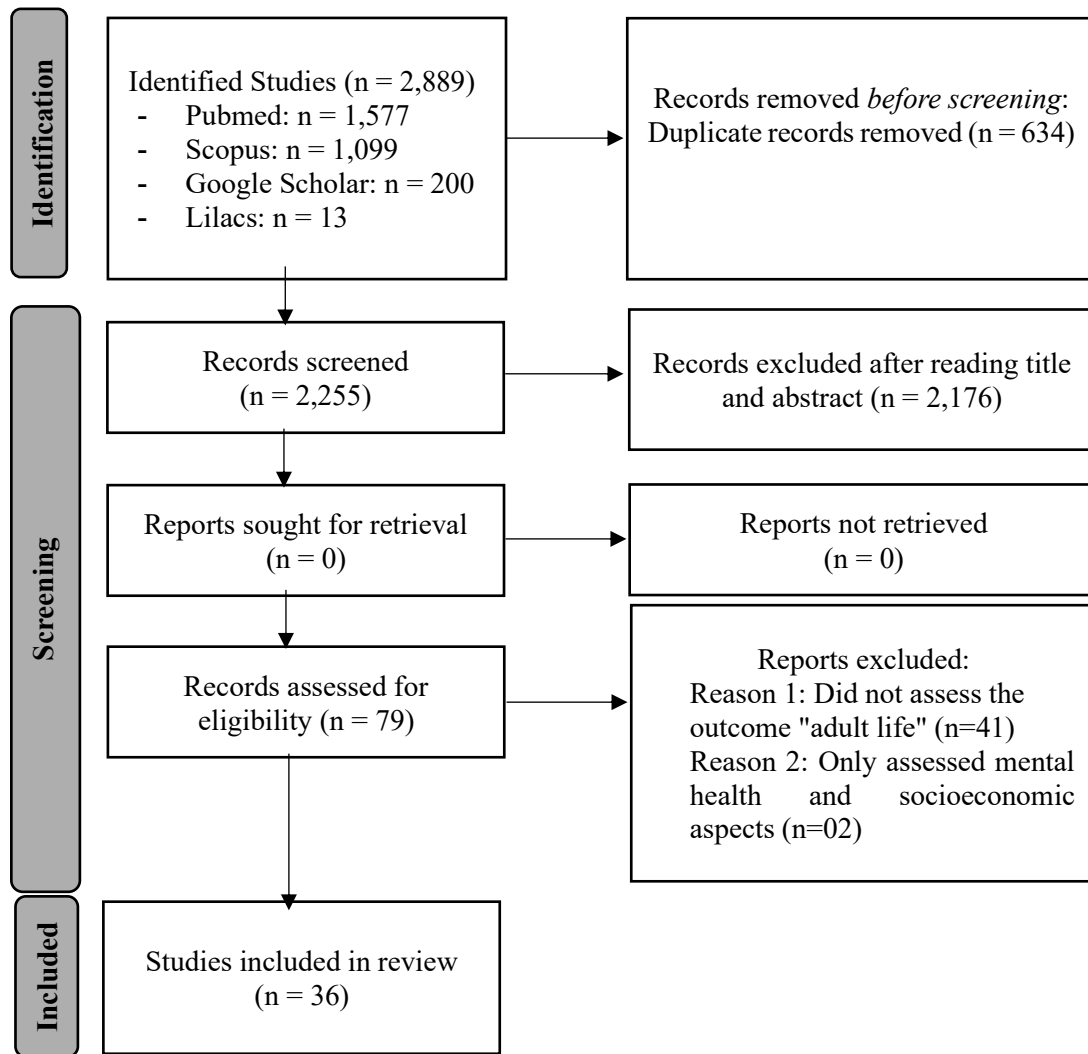 Identification
Identified Studies (n = 2,889)
- Pubmed: n = 1,577
- Scopus: n = 1,099
- Google Scholar: n = 200
- Lilacs: n = 13
Records removed before screening:
Duplicate records removed (n = 634)
Screening
Records screened
(n = 2,255)
Records excluded after reading title
and abstract (n = 2,176)
Reports sought for retrieval
(n = 0)
Reports not retrieved
(n = 0)
Records assessed for
eligibility (n = 79)
Reports excluded:
Reason 1: Did not assess the
outcome "adult life" (n=41)
Reason 2: Only assessed mental
health and socioeconomic
aspects (n=02)
Included
Studies included in review
(n = 36)